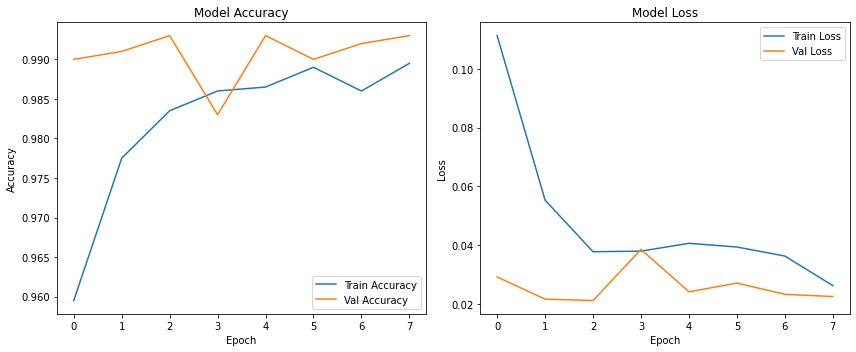 Model Accuracy
Accuracy
0.990
0.985
0.980
0.975
0.970
0.965
0.960
0 1 2 3 4 5 6 7
Epoch
Train Accuracy
Val Accuracy
Model Loss
Loss
0.10
0.08
0.06
0.04
0.02
0 1 2 3 4 5 6 7
Epoch
Train Loss
Val Loss